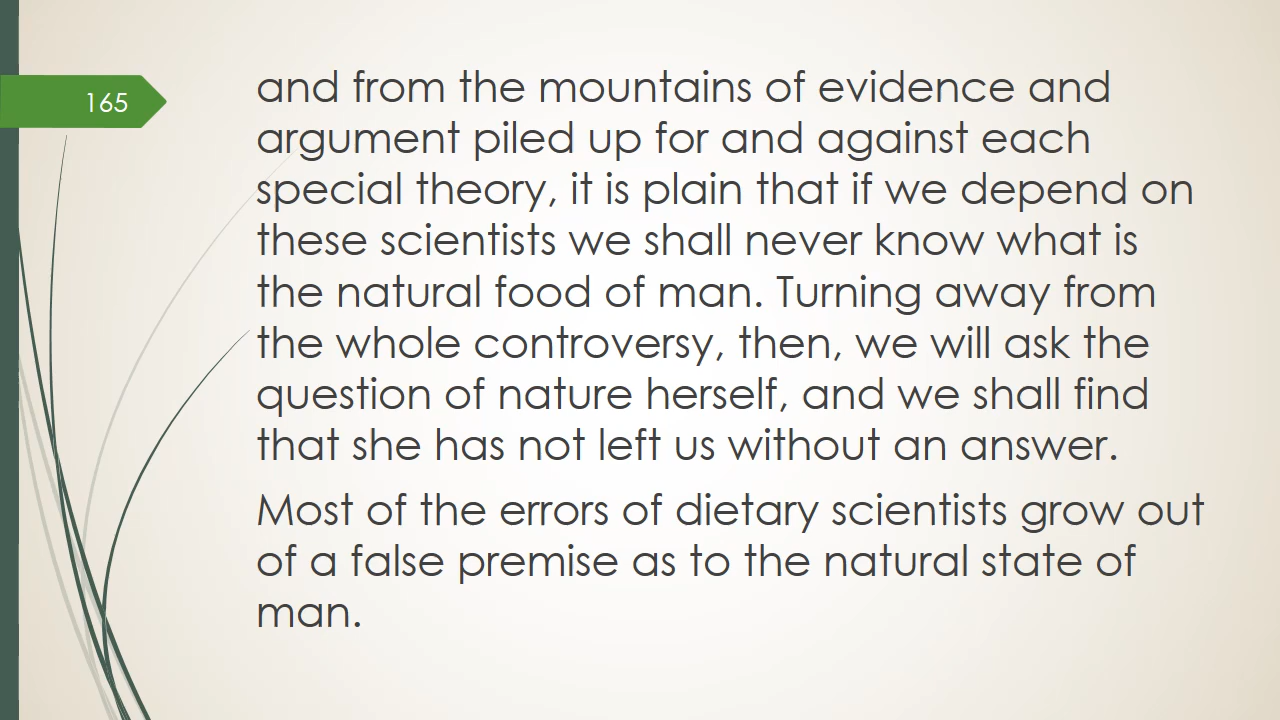 165
and from the mountains of evidence and
argument piled up for and against each
special theory, it is plain that if we depend on
these scientists we shall never know what is
the natural food of man. Turning away from
the whole controversy, then, we will ask the
question of nature herself, and we shall find
that she has not left us without an answer.
Most of the errors of dietary scientists grow out
of a false premise as to the natural state of
man.